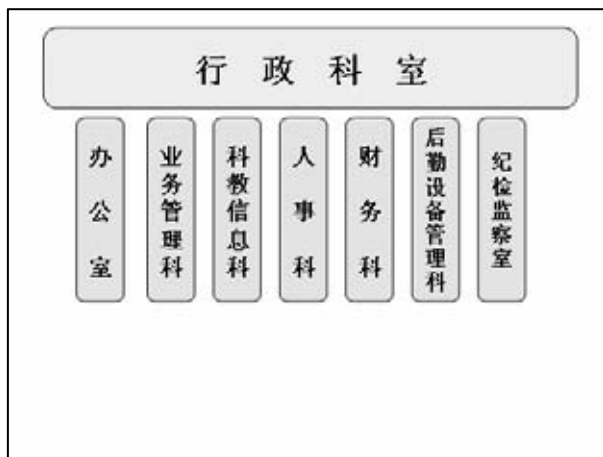 行政科室
办公室
业务管理科
科教信息科
人事科
财务科
后勤设备管理科
纪检监察室